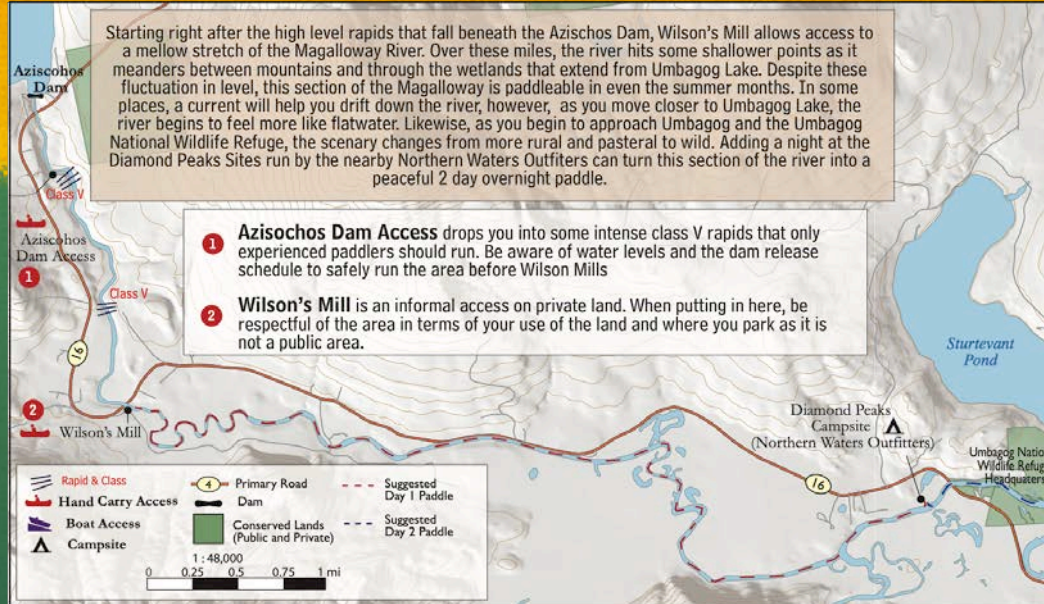 Starting right after the high level rapids that fall beneath the Azischos Dam, Wilson's Mill allows access to
a mellow stretch of the Magalloway River. Over these miles, the river hits some shallower points as it
meanders between mountains and through the wetlands that extend from Umbagog Lake. Despite these
fluctuation in level, this section of the Magalloway is paddleable in even the summer months. In some
places, a current will help you drift down the river, however, as you move closer to Umbagog Lake, the
river begins to feel more like flatwater. Likewise, as you begin to approach Umbagog and the Umbagog
National Wildlife Refuge, the scenary changes from more rural and pasteral to wild. Adding a night at the
Diamond Peaks Sites run by the nearby Northern Waters Outfiters can turn this section of the river into a
peaceful 2 day overnight paddle.
Aziscohos
Dam
Class V
Aziscohos
Dam Access
1
Class V
16
1 Azisochos Dam Access drops you into some intense class V rapids that only
experienced paddlers should run. Be aware of water levels and the dam release
schedule to safely run the area before Wilson Mills
2 Wilson's Mill is an informal access on private land. When putting in here, be
respectful of the area in terms of your use of the land and where you park as it is
not a public area.
Sturtevant
Pond
2
Wilson's Mill
Diamond Peaks
Campsite
(Northern Waters Outfitters)
Umbagog Natio
Wildlife Refug
Headquaters
16
Rapid & Class
Hand Carry Access
Boat Access
Campsite
4 Primary Road
Dam
Conserved Lands
(Public and Private)
Suggested
Day 1 Paddle
Suggested
Day 2 Paddle
1 : 48,000
0 0.25 0.5 0.75 1 mi